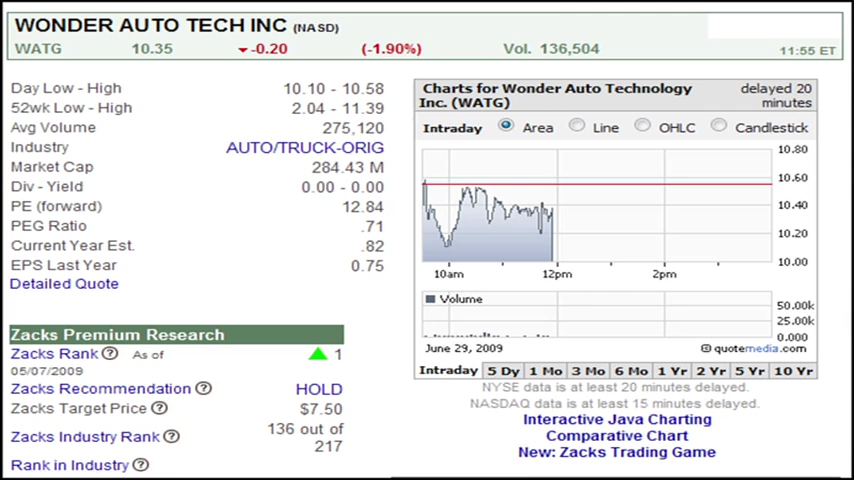 WONDER AUTO TECH INC (NASD)
WATG 10.35 -0.20 (-1.90%) Vol. 136,504 11:55 ET
Day Low - High 10.10 - 10.58
52wk Low - High 2.04 - 11.39
Avg Volume 275,120
Industry AUTO/TRUCK-ORIG
Market Cap 284.43 M
Div - Yield 0.00 - 0.00
PE (forward) 12.84
PEG Ratio .71
Current Year Est. .82
EPS Last Year 0.75
Detailed Quote
Zacks Premium Research
Zacks Rank ? As of 1
05/07/2009
Zacks Recommendation ? HOLD
Zacks Target Price ? $7.50
Zacks Industry Rank ? 136 out of
217
Rank in Industry ?
Charts for Wonder Auto Technology delayed 20
Inc. (WATG) minutes
Intraday Area Line OHLC Candlestick
10.80
10.60
10.40
10.20
10.00
10am 12pm 2pm
Volume
50.00k
25.00k
0.000
June 29, 2009 quotemedia.com
Intraday 5 Dy 1 Mo 3 Mo 6 Mo 1 Yr 2 Yr 5 Yr 10 Yr
NYSE data is at least 20 minutes delayed.
NASDAQ data is at least 15 minutes delayed.
Interactive Java Charting
Comparative Chart
New: Zacks Trading Game